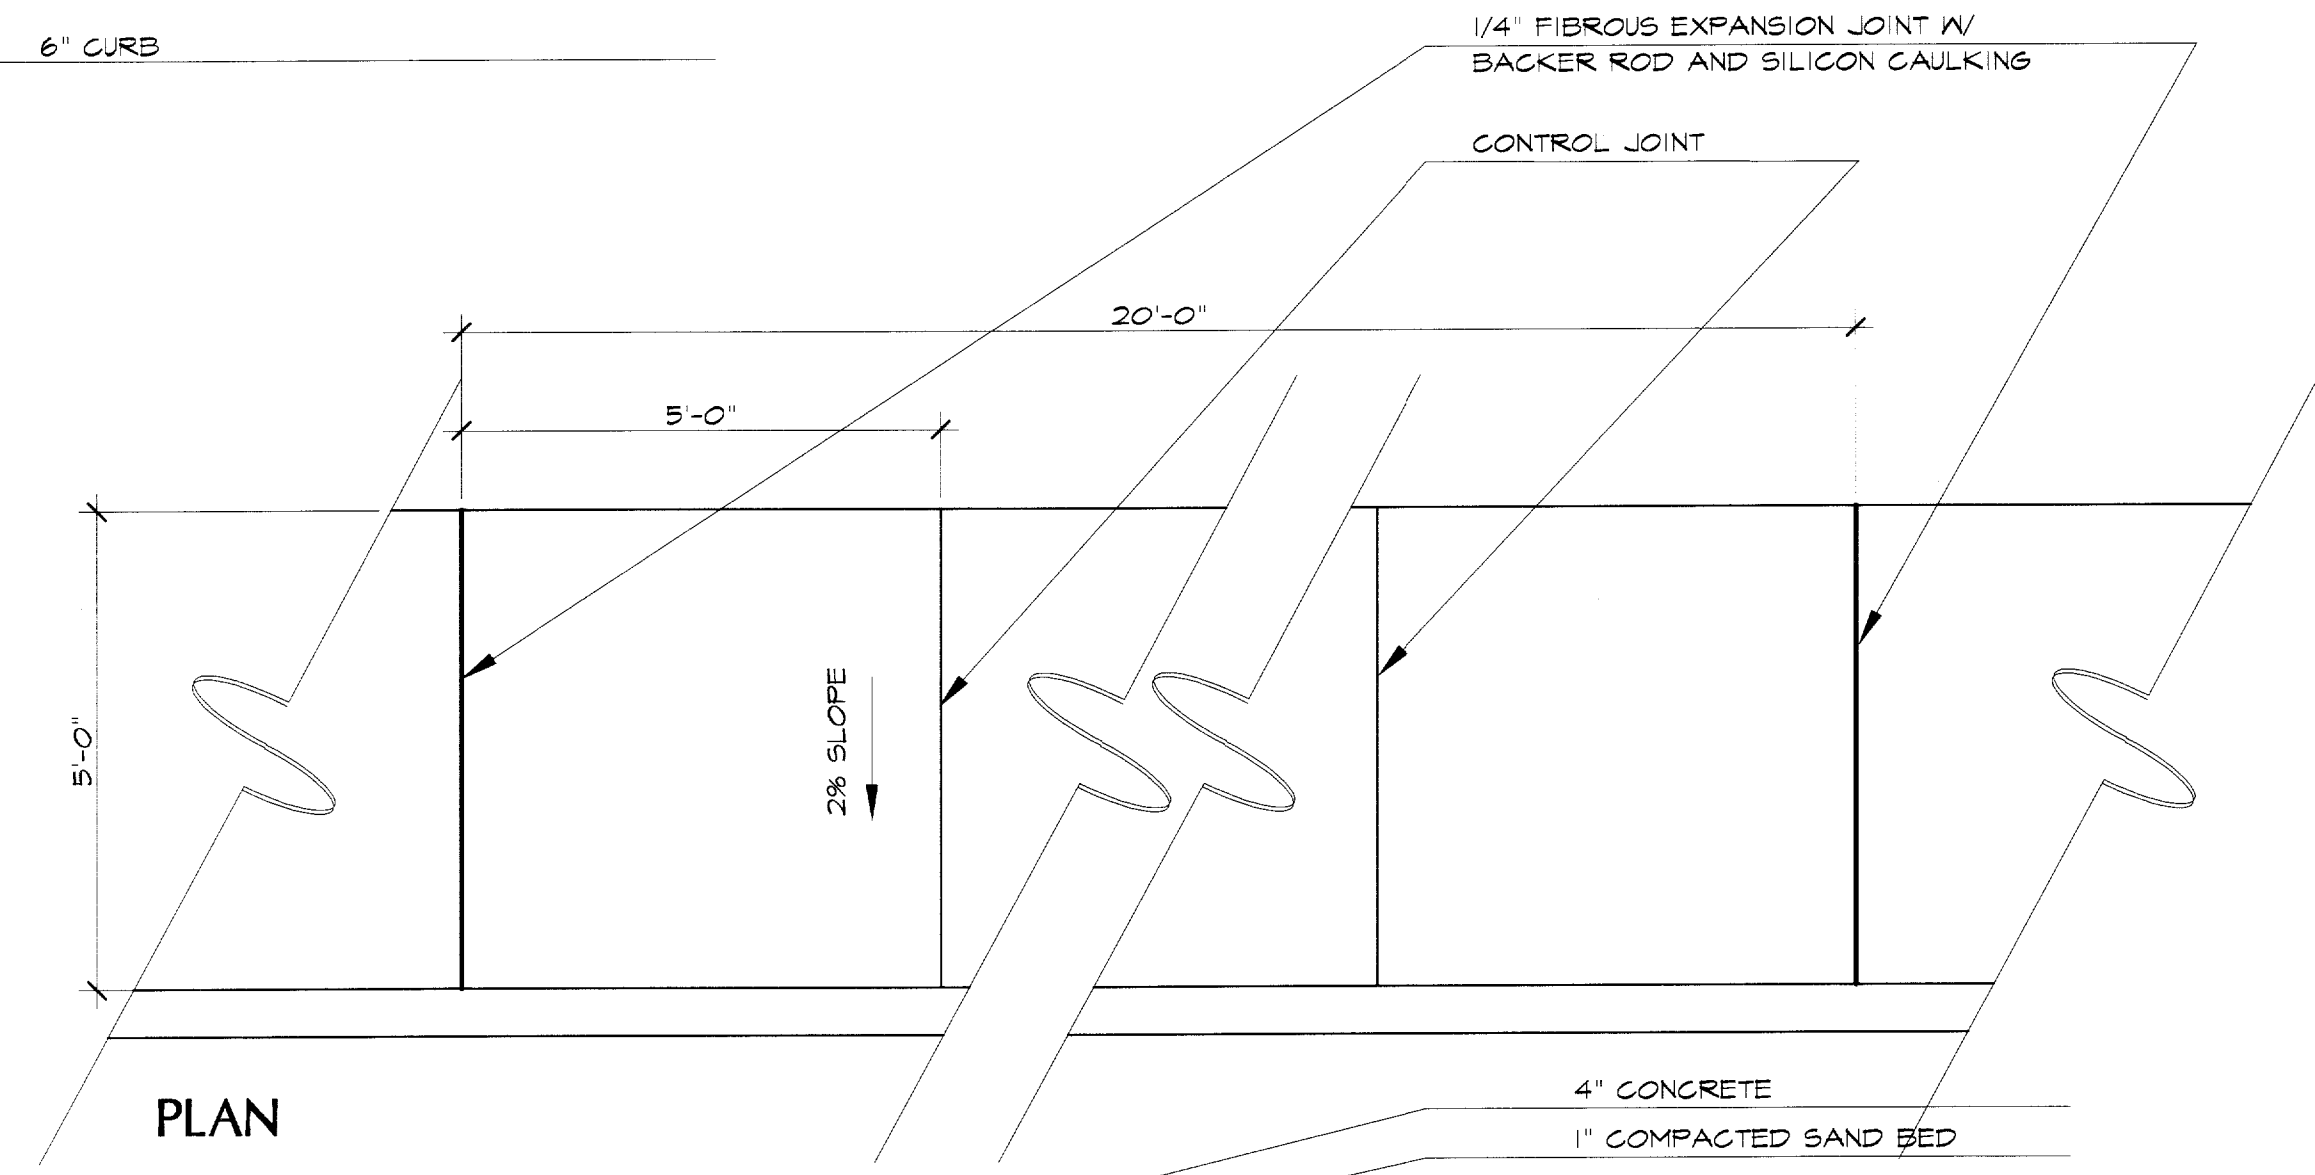 6" CURB
1/4" FIBROUS EXPANSION JOINT W/
BACKER ROD AND SILICON CAULKING
CONTROL JOINT
20'-0"
5'-0"
5'-0"
2% SLOPE
PLAN
4" CONCRETE
1" COMPACTED SAND BED